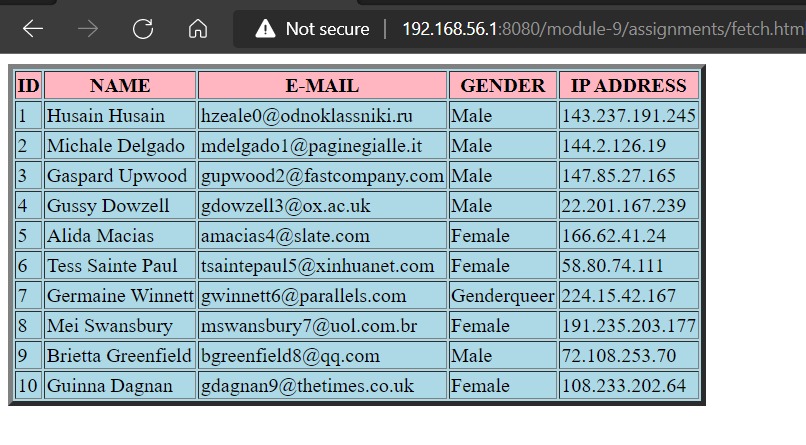 Not secure | 192.168.56.1:8080/module-9/assignments/fetch.htm
ID NAME E-MAIL GENDER IP ADDRESS
1 Husain Husain hzeale0@odnoklassniki.ru Male 143.237.191.245
2 Michale Delgado mdelgado1@paginegialle.it Male 144.2.126.19
3 Gaspard Upwood gupwood2@fastcompany.com Male 147.85.27.165
4 Gussy Dowzell gdowzell3@ox.ac.uk Male 22.201.167.239
5 Alida Macias amacias4@slate.com Female 166.62.41.24
6 Tess Sainte Paul tsaintepaul5@xinhuanet.com Female 58.80.74.111
7 Germaine Winnett gwinnett6@parallels.com Genderqueer 224.15.42.167
8 Mei Swansbury mswansbury7@uol.com.br Female 191.235.203.177
9 Brietta Greenfield bgreenfield8@qq.com Male 72.108.253.70
10 Guinna Dagnan gdagnan9@thetimes.co.uk Female 108.233.202.64